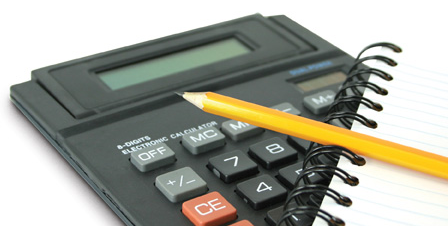 8-DIGITS
ELECTRONIC CALCULATOR
OFF MC M+
7 8
+/- 4
CE